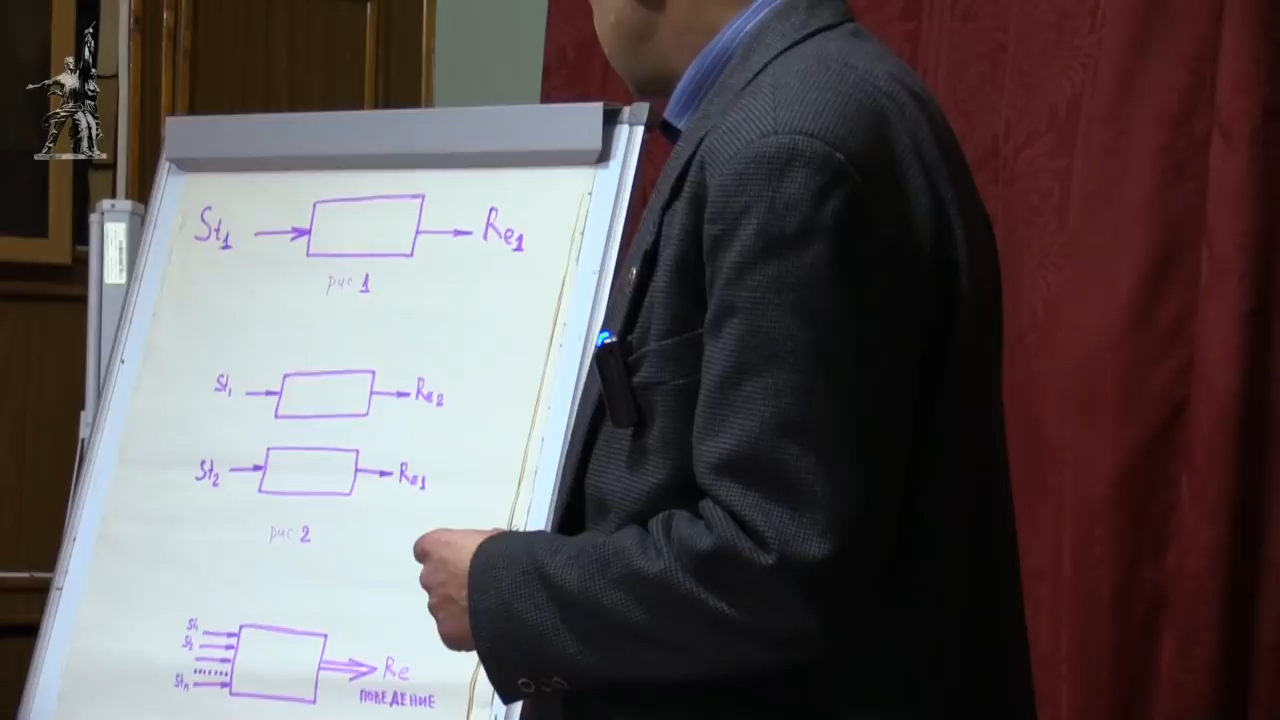 St1 Re1
рис 1
St1 Re2
St2 Re1
рис 2
St1
St2
Stn
Re
ПОВЕДЕНИЕ